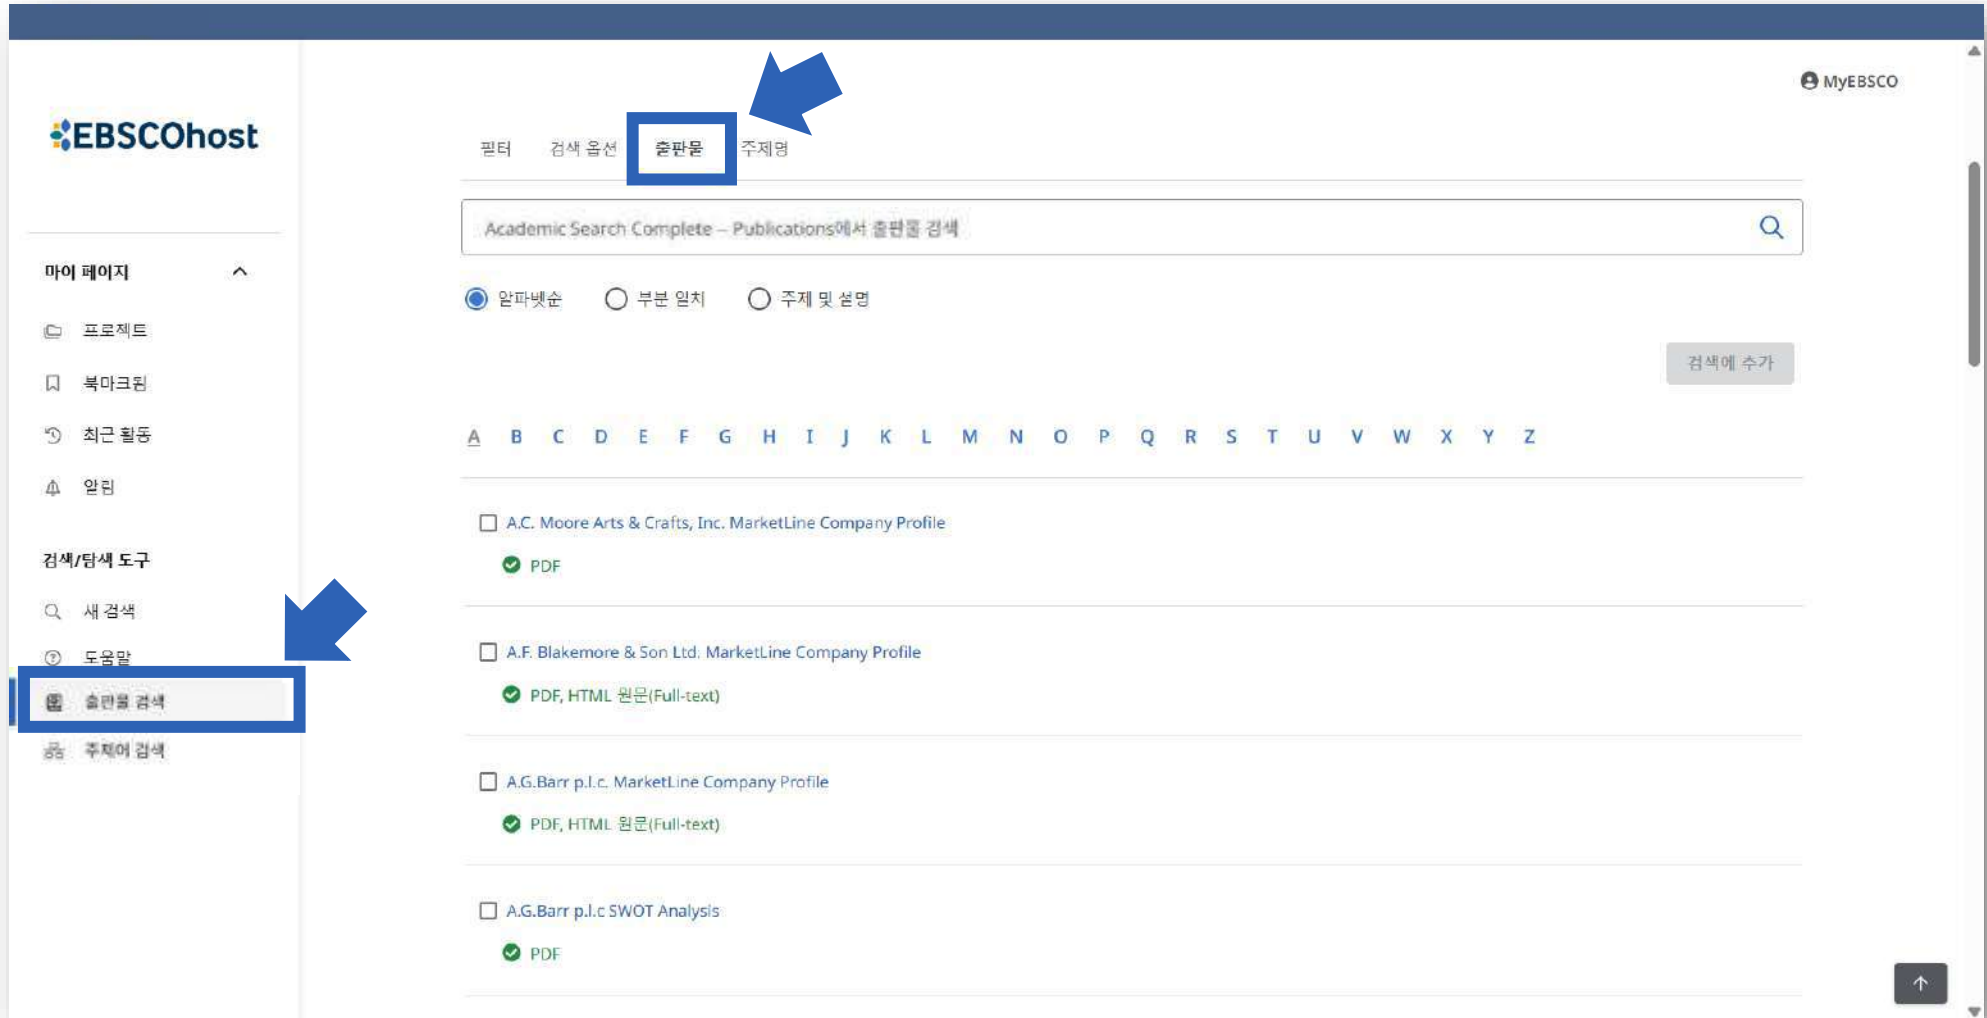 MyEBSCO
EBSCOhost
필터 검색 옵션 출판물 주제명
Academic Search Complete – Publications에서 출판물 검색
알파벳순 부분 일치 주제 및 설명
검색에 추가
A B C D E F G H I J K L M N O P Q R S T U V W X Y Z
A.C. Moore Arts & Crafts, Inc. MarketLine Company Profile
PDF
A.F. Blakemore & Son Ltd. MarketLine Company Profile
PDF, HTML 원문(Full-text)
A.G.Barr p.l.c. MarketLine Company Profile
PDF, HTML 원문(Full-text)
A.G.Barr p.l.c SWOT Analysis
PDF
마이 페이지
프로젝트
북마크됨
최근 활동
알림
검색/탐색 도구
새 검색
도움말
출판물 검색
주제어 검색